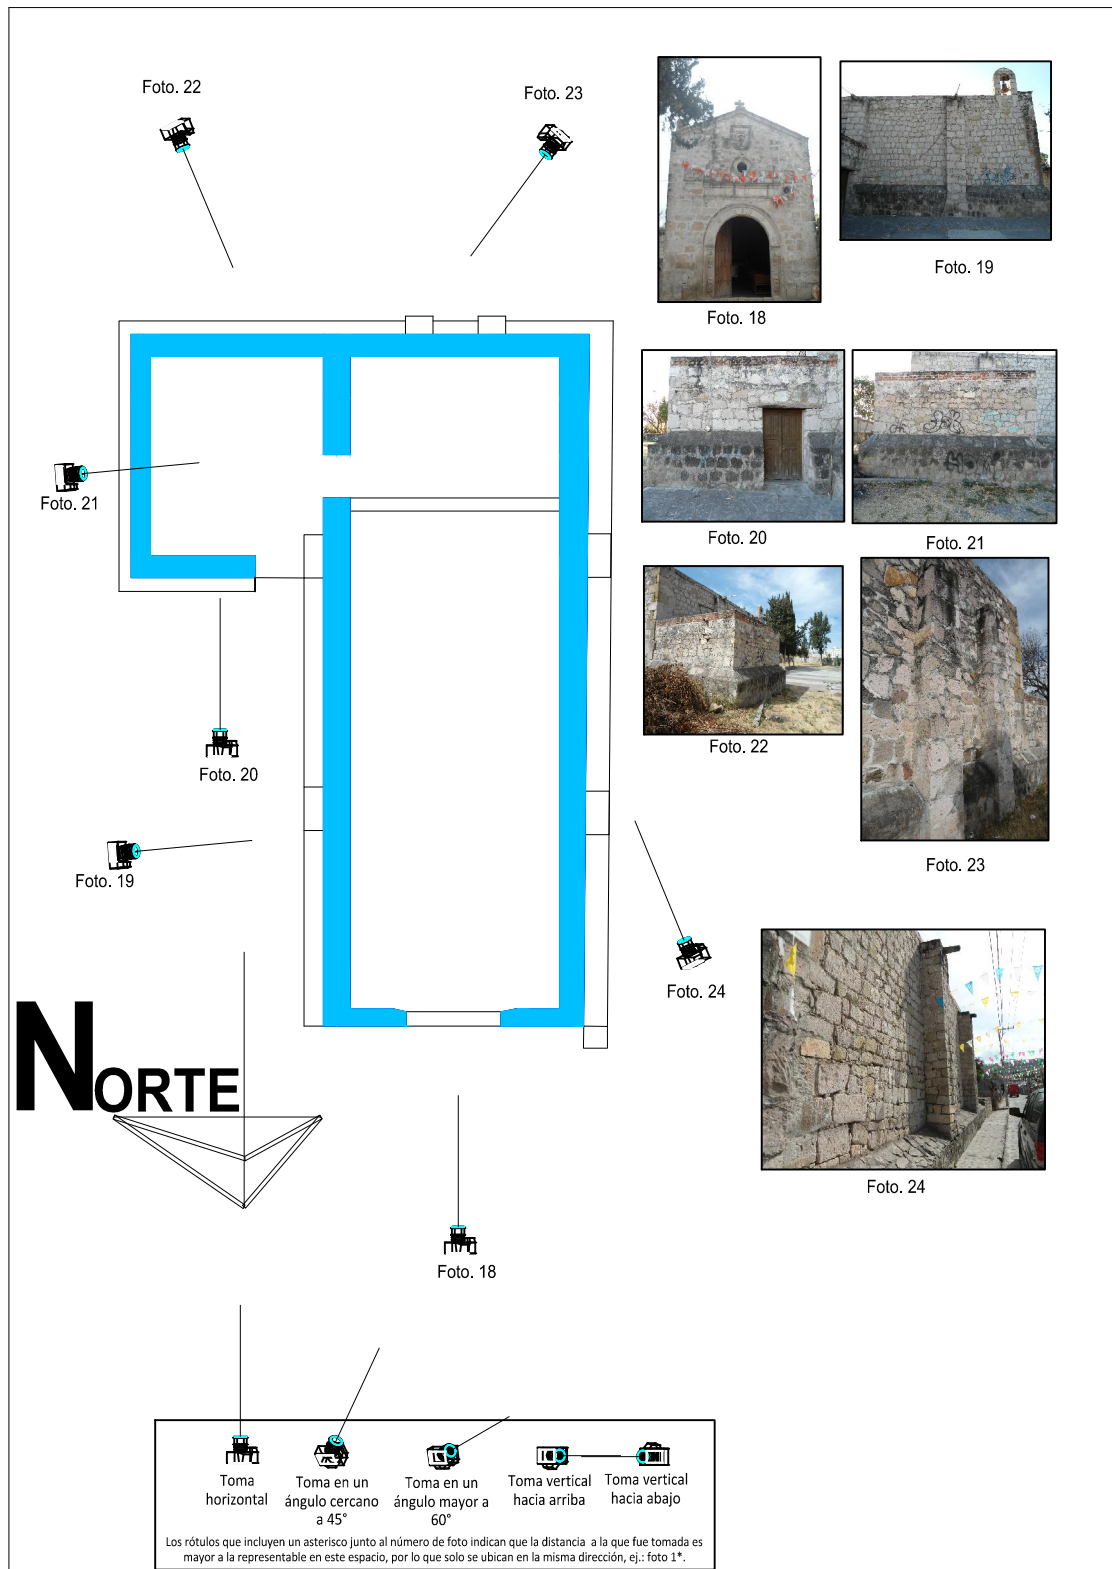 Foto. 22
Foto. 23
Foto. 18
Foto. 19
Foto. 20
Foto. 21
Foto. 21
Foto. 22
Foto. 20
Foto. 23
Foto. 19
Foto. 24
NORTE
Foto. 24
Foto. 18
Toma horizontal
Toma en un ángulo cercano a 45°
Toma en un ángulo mayor a 60°
Toma vertical hacia arriba
Toma vertical hacia abajo
Los rótulos que incluyen un asterisco junto al número de foto indican que la distancia a la que fue tomada es
mayor a la representable en este espacio, por lo que solo se ubican en la misma dirección, ej.: foto 1*.